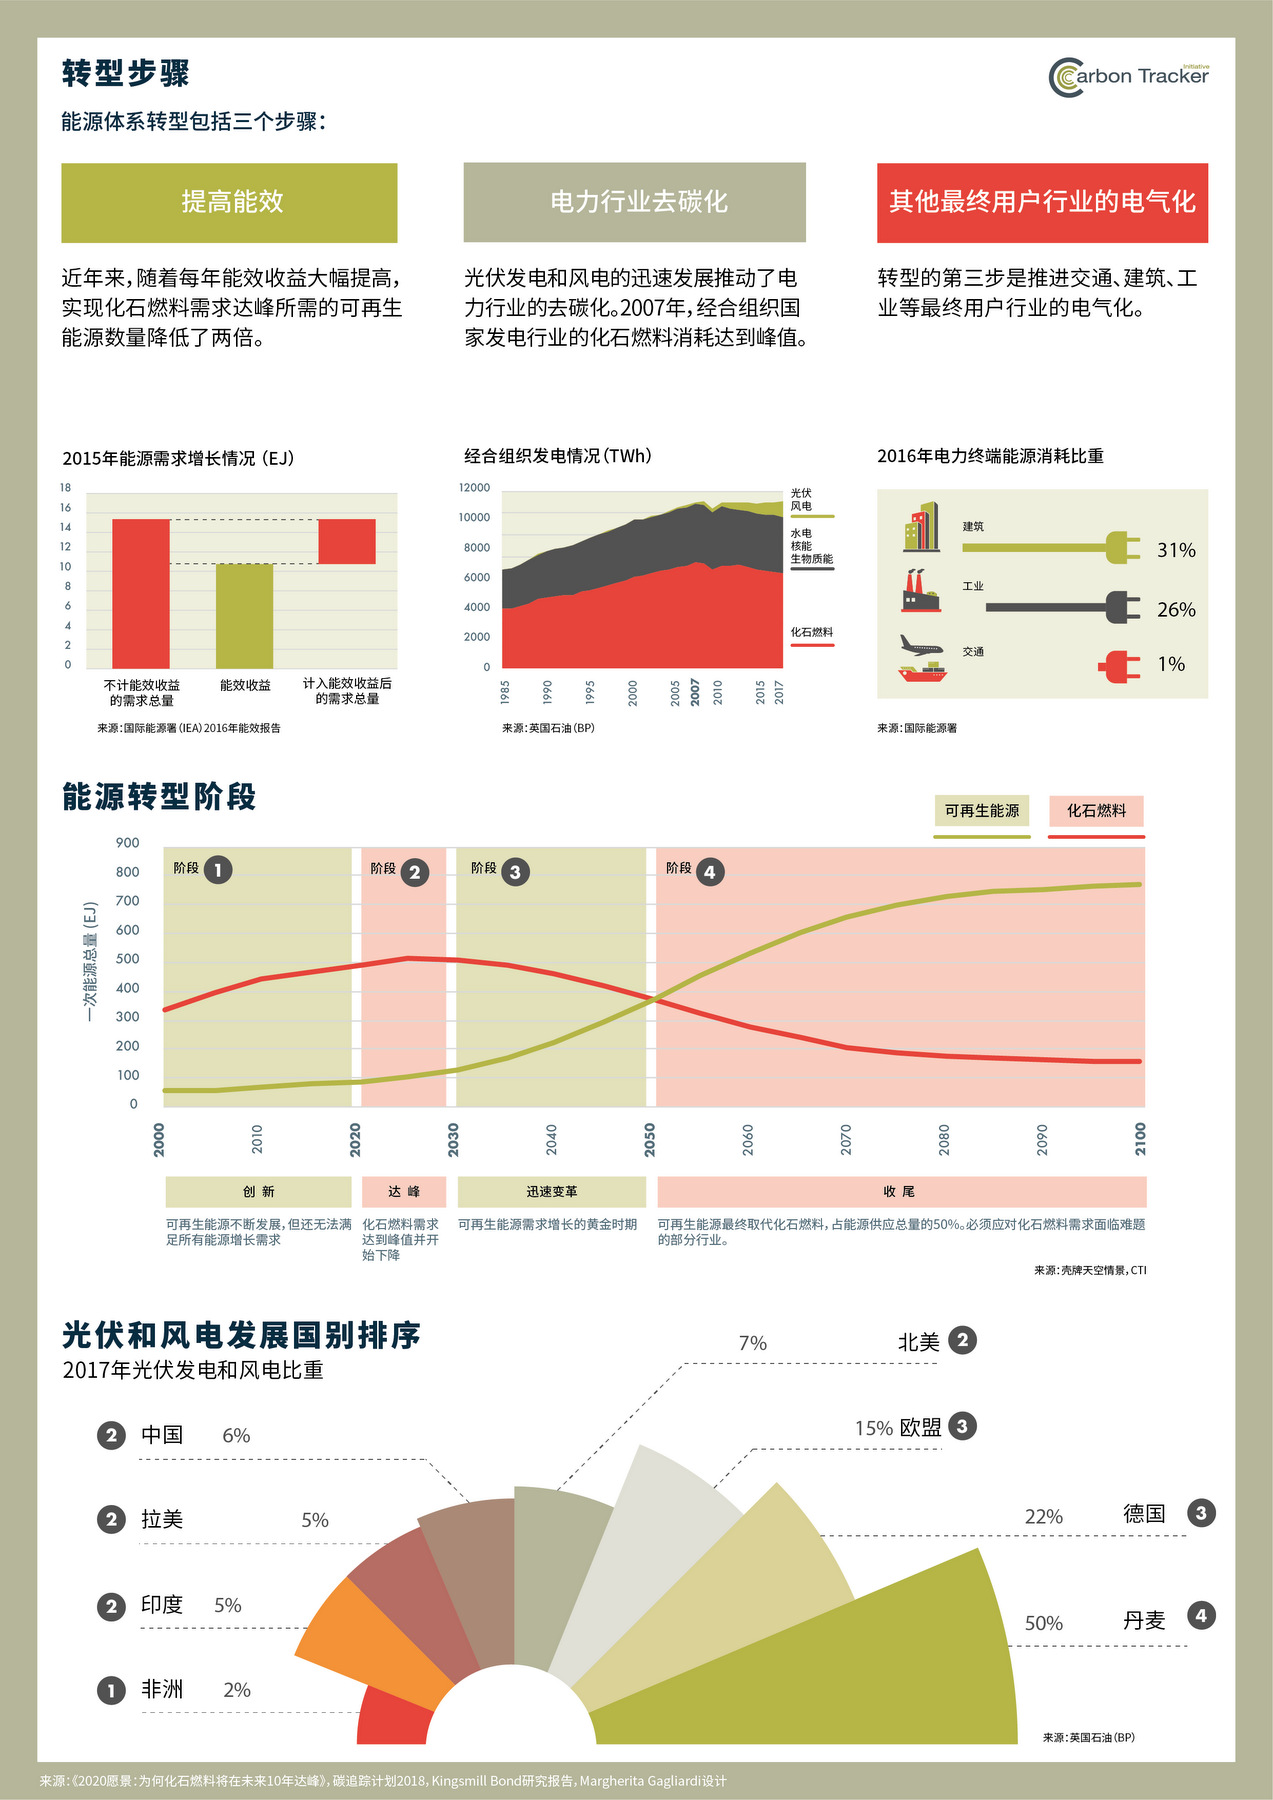 转型步骤
Carbon Tracker
Initiative
能源体系转型包括三个步骤：
提高能效
近年来，随着每年能效收益大幅提高，
实现化石燃料需求达峰所需的可再生
能源数量降低了两倍。
电力行业去碳化
光伏发电和风电的迅速发展推动了电
力行业的去碳化。2007年，经合组织国
家发电行业的化石燃料消耗达到峰值。
其他最终用户行业的电气化
转型的第三步是推进交通、建筑、工
业等最终用户行业的电气化。
2015年能源需求增长情况（EJ）
18
16
14
12
10
8
6
4
2
0
不计能效收益
的需求总量
能效收益
计入能效收益后
的需求总量
来源：国际能源署（IEA）2016年能效报告
经合组织发电情况（TWh）
12000
10000
8000
6000
4000
2000
0
1985
1990
1995
2000
2005
2007
2010
2015
2017
光伏
风电
水电
核能
生物质能
化石燃料
来源：英国石油（BP）
2016年电力终端能源消耗比重
建筑
31%
工业
26%
交通
1%
来源：国际能源署
能源转型阶段
可再生能源
化石燃料
一次能源总量 (EJ)
900
800
700
600
500
400
300
200
100
0
阶段 1
阶段 2
阶段 3
阶段 4
2000
2010
2020
2030
2040
2050
2060
2070
2080
2090
2100
创 新
可再生能源不断发展，但还无法满
足所有能源增长需求
达 峰
化石燃料需求
达到峰值并开
始下降
迅速变革
可再生能源需求增长的黄金时期
收 尾
可再生能源最终取代化石燃料，占能源供应总量的50%。必须应对化石燃料需求面临难题
的部分行业。
来源：壳牌天空情景，CTI
光伏和风电发展国别排序
2017年光伏发电和风电比重
7% 北美 2
2 中国 6%
15% 欧盟 3
2 拉美 5%
22% 德国 3
2 印度 5%
50% 丹麦 4
1 非洲 2%
来源：英国石油（BP）
来源：《2020愿景：为何化石燃料将在未来10年达峰》，碳追踪计划2018，Kingsmill Bond研究报告，Margherita Gagliardi设计